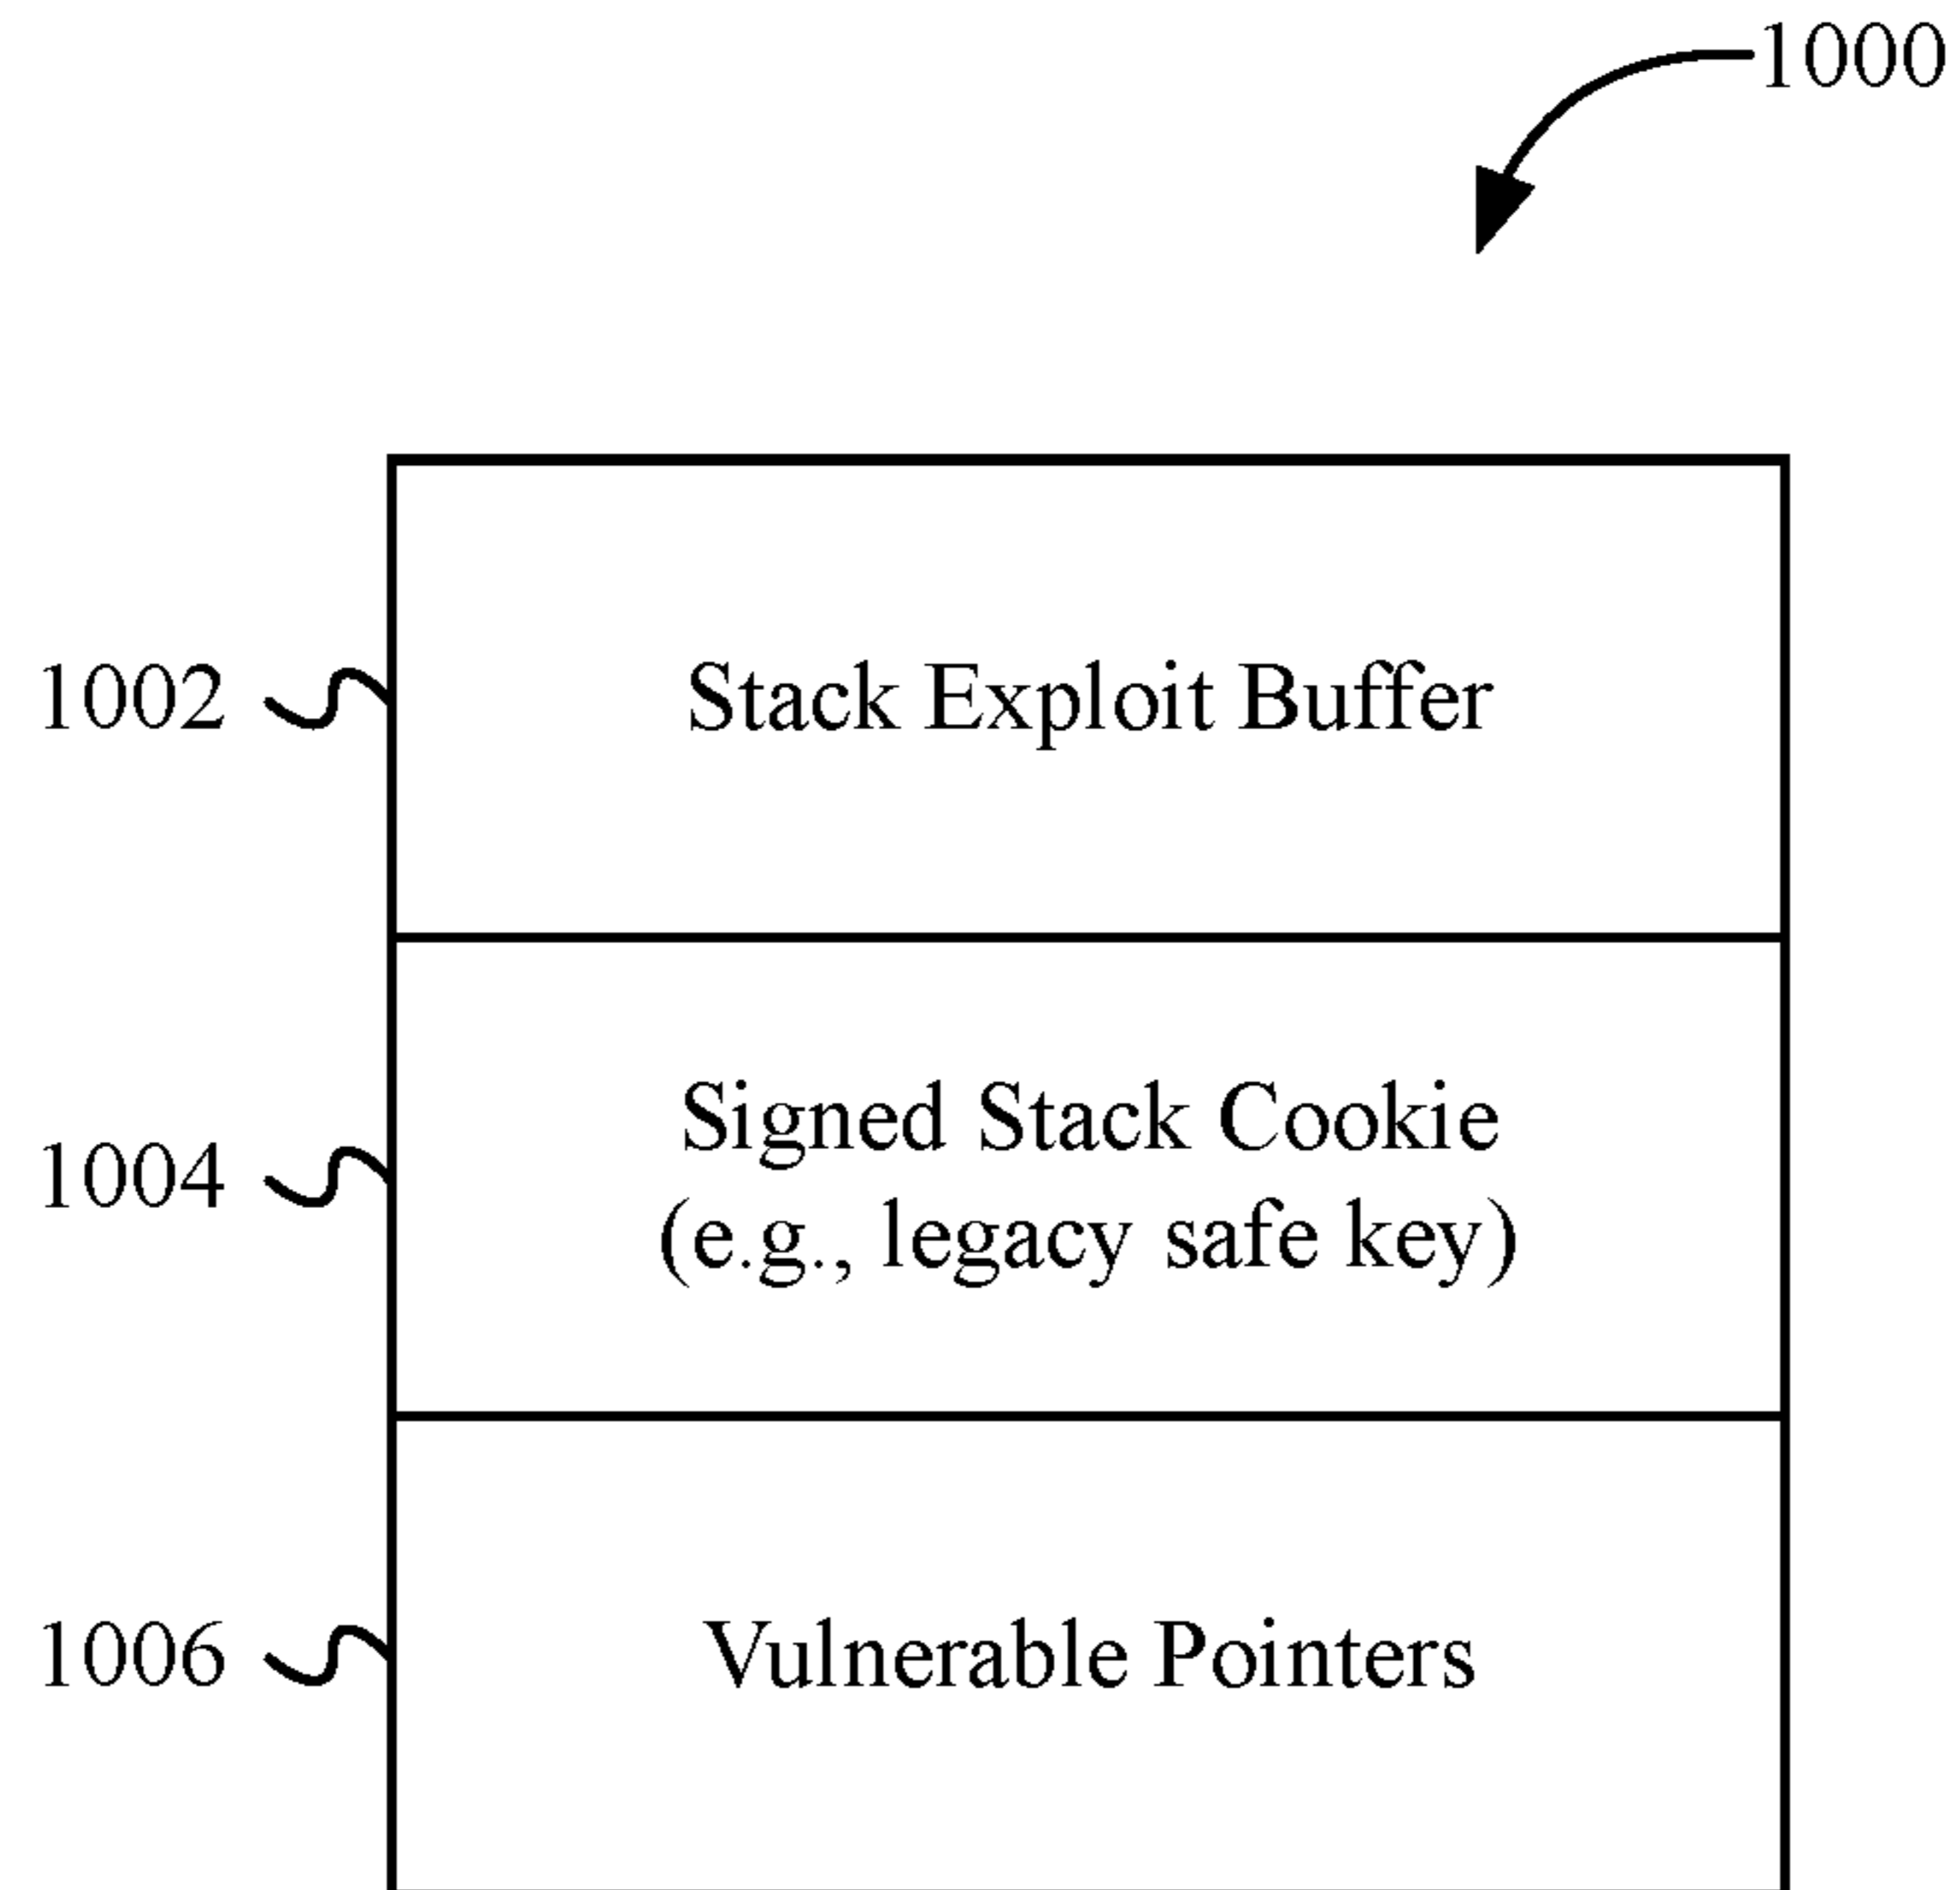 1000
1002 Stack Exploit Buffer
Signed Stack Cookie
1004
(e.g., legacy safe key)
1006 Vulnerable Pointers